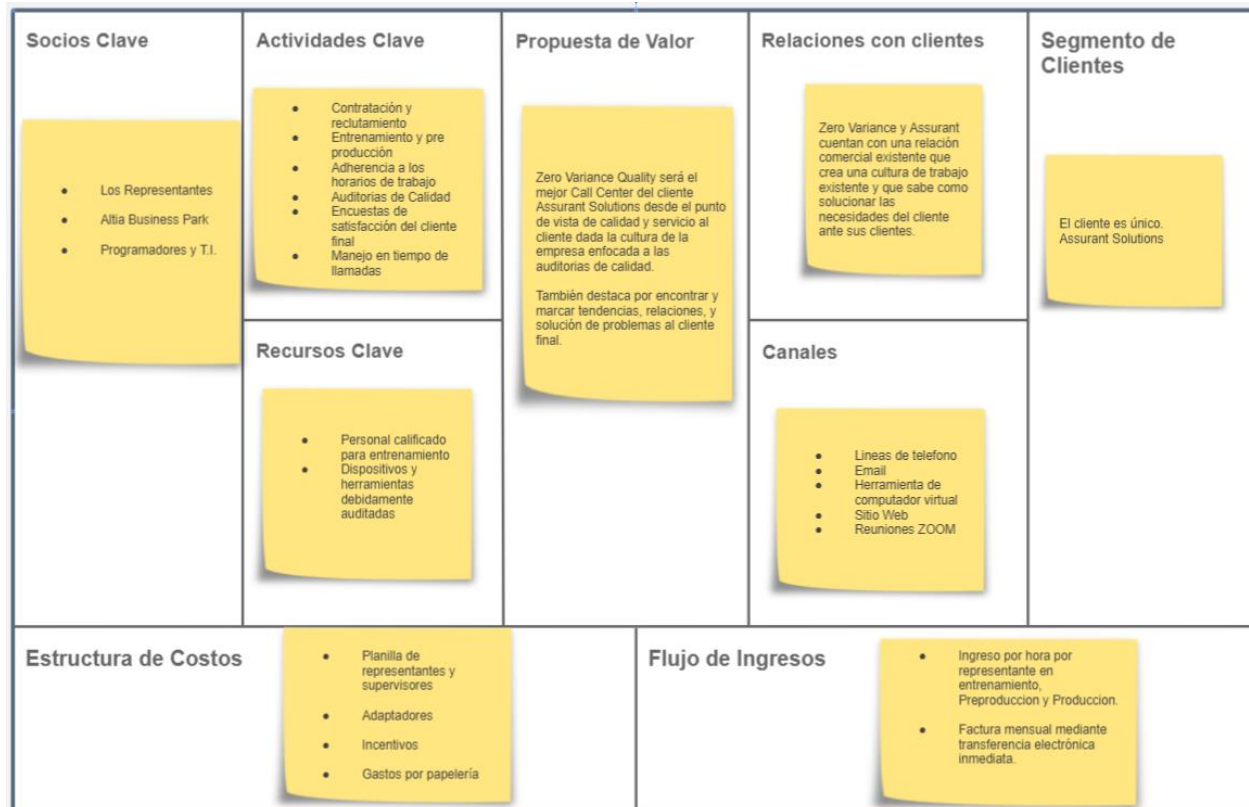 Socios Clave
● Los Representantes
● Altia Business Park
● Programadores y T.I.
Actividades Clave
● Contratación y
reclutamiento
● Entrenamiento y pre
producción
● Adherencia a los
horarios de trabajo
● Auditorias de Calidad
● Encuestas de
satisfacción del cliente
final
● Manejo en tiempo de
llamadas
Recursos Clave
● Personal calificado
para entrenamiento
● Dispositivos y
herramientas
debidamente
auditadas
Propuesta de Valor
Zero Variance Quality será el
mejor Call Center del cliente
Assurant Solutions desde el punto
de vista de calidad y servicio al
cliente dada la cultura de la
empresa enfocada a las
auditorias de calidad.
También destaca por encontrar y
marcar tendencias, relaciones, y
solución de problemas al cliente
final.
Relaciones con clientes
Zero Variance y Assurant
cuentan con una relación
comercial existente que
crea una cultura de trabajo
existente y que sabe como
solucionar las
necesidades del cliente
ante sus clientes.
Canales
● Lineas de telefono
● Email
● Herramienta de
computador virtual
● Sitio Web
● Reuniones ZOOM
Segmento de
Clientes
El cliente es único.
Assurant Solutions
Estructura de Costos
● Planilla de
representantes y
supervisores
● Adaptadores
● Incentivos
● Gastos por papelería
Flujo de Ingresos
● Ingreso por hora por
representante en
entrenamiento,
Preproduccion y Produccion.
● Factura mensual mediante
transferencia electrónica
inmediata.